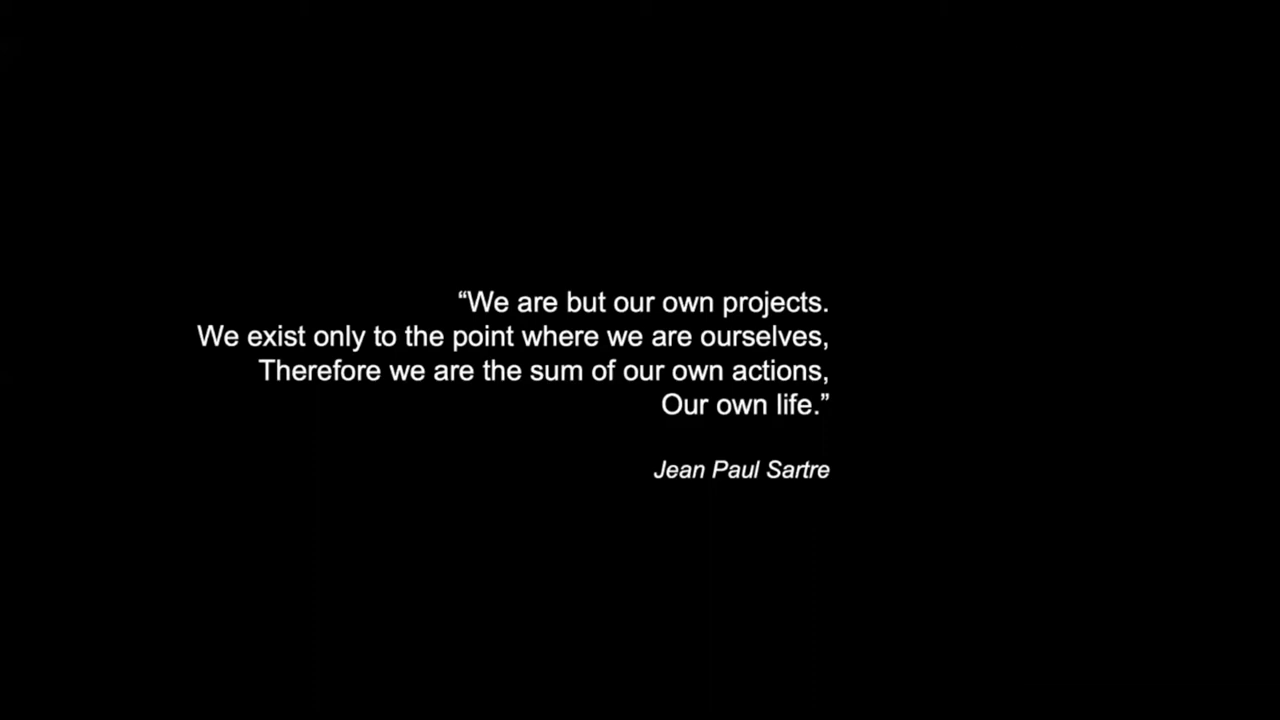 “We are but our own projects.
We exist only to the point where we are ourselves,
Therefore we are the sum of our own actions,
Our own life.”
Jean Paul Sartre